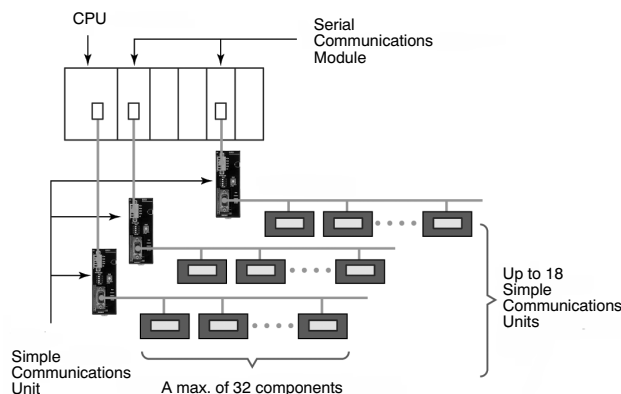 CPU
Serial
Communications
Module
Up to 18
Simple
Communications
Units
Simple
Communications
Unit
A max. of 32 components